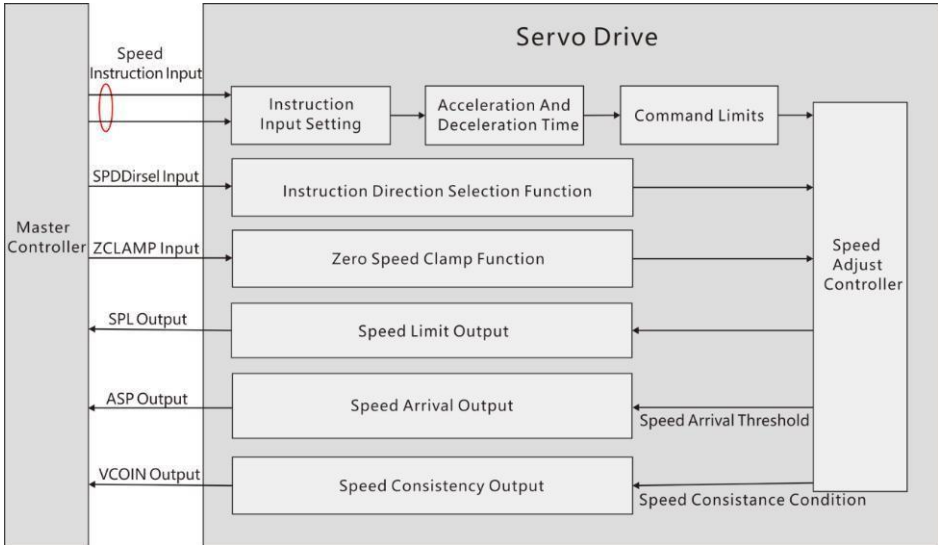 Servo Drive
Speed
Instruction Input
Instruction
Input Setting
Acceleration And
Deceleration Time
Command Limits
SPDDirsel Input
Instruction Direction Selection Function
Master
Controller
ZCLAMP Input
Zero Speed Clamp Function
Speed
Adjust
Controller
SPL Output
Speed Limit Output
ASP Output
Speed Arrival Output
Speed Arrival Threshold
VCOIN Output
Speed Consistency Output
Speed Consistance Condition